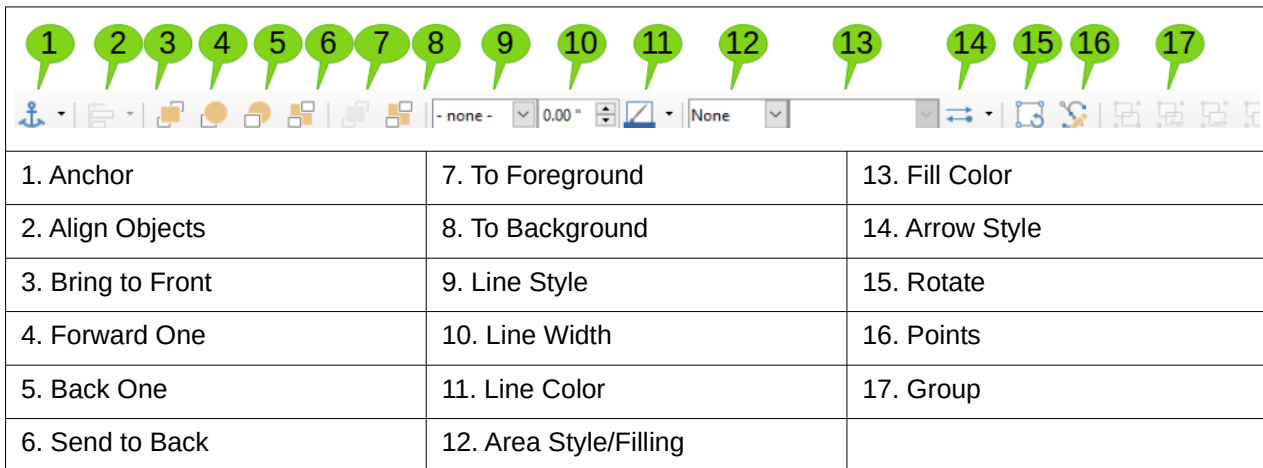 1 2 3 4 5 6 7 8 9 10 11 12 13 14 15 16 17
- none - 0.00 " None
1. Anchor 7. To Foreground 13. Fill Color
2. Align Objects 8. To Background 14. Arrow Style
3. Bring to Front 9. Line Style 15. Rotate
4. Forward One 10. Line Width 16. Points
5. Back One 11. Line Color 17. Group
6. Send to Back 12. Area Style/Filling